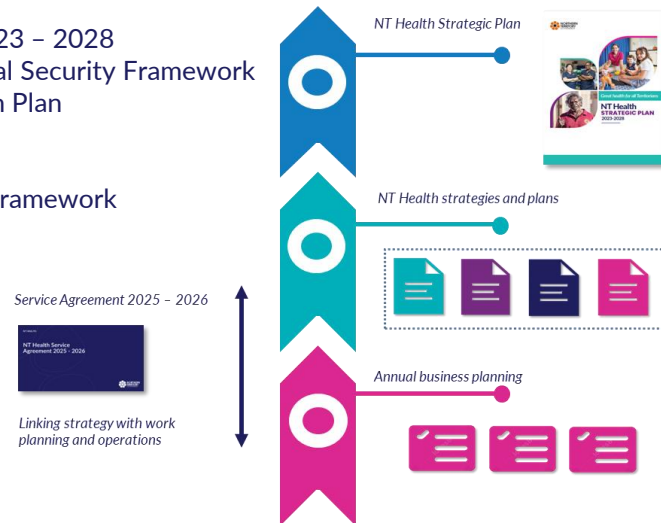 23 – 2028
al Security Framework
n Plan
ramework
Service Agreement 2025 – 2026
NT Health Service
Agreement 2025 - 2026
Linking strategy with work
planning and operations
NT Health Strategic Plan
Great health for all Territorians
NT Health
STRATEGIC PLAN
2023-2028
NT Health strategies and plans
Annual business planning